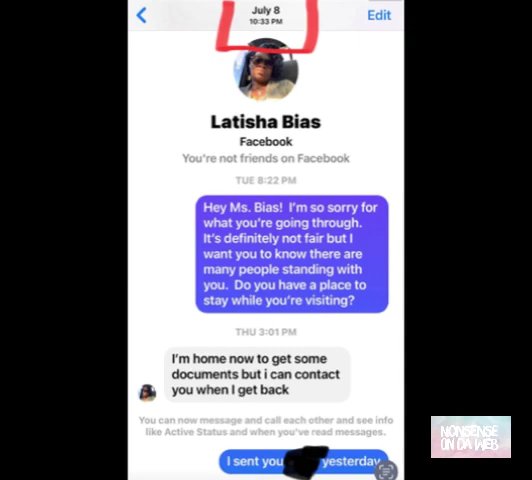 July 8
10:33 PM
Edit
Latisha Bias
Facebook
You're not friends on Facebook
TUE 8:22 PM
Hey Ms. Bias! I'm so sorry for
what you're going through.
It's definitely not fair but I
want you to know there are
many people standing with
you. Do you have a place to
stay while you're visiting?
THU 3:01 PM
I'm home now to get some
documents but i can contact
you when I get back
You can now message and call each other and see info
like Active Status and when you've read messages.
I sent you yesterday
NONSENSE
ON DA WEB